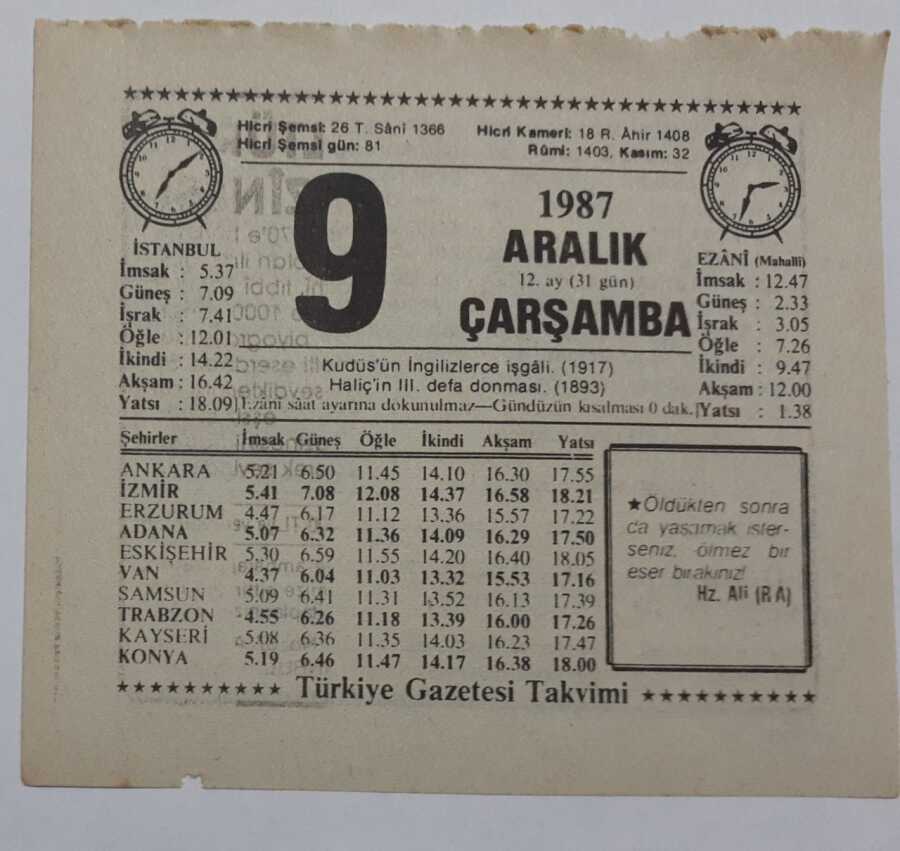 Hicri Şemsi: 26 T. Sâni 1366
Hicri Şemsi gün: 81
Hicri Kameri: 18 R. Âhir 1408
Rûmi: 1403, Kasım: 32
9
1987
ARALIK
12. ay (31 gün)
ÇARŞAMBA
İSTANBUL
İmsak : 5.37
Güneş : 7.09
İşrak : 7.41
Öğle : 12.01
İkindi : 14.22
Akşam : 16.42
Yatsı : 18.09
EZÂNİ (Mahalli)
İmsak : 12.47
Güneş : 2.33
İşrak : 3.05
Öğle : 7.26
İkindi : 9.47
Akşam : 12.00
Yatsı : 1.38
Kudüs'ün İngilizlerce işgâli. (1917)
Haliç'in III. defa donması. (1893)
Ezâni sâat ayarına dokunulmaz—Gündüzün kısalması 0 dak.
Şehirler İmsak Güneş Öğle İkindi Akşam Yatsı
ANKARA 5.21 6.50 11.45 14.10 16.30 17.55
İZMİR 5.41 7.08 12.08 14.37 16.58 18.21
ERZURUM 4.47 6.17 11.12 13.36 15.57 17.22
ADANA 5.07 6.32 11.36 14.09 16.29 17.50
ESKİŞEHİR 5.30 6.59 11.55 14.20 16.40 18.05
VAN 4.37 6.04 11.03 13.32 15.53 17.16
SAMSUN 5.09 6.41 11.31 13.52 16.13 17.39
TRABZON 4.55 6.26 11.18 13.39 16.00 17.26
KAYSERİ 5.08 6.36 11.35 14.03 16.23 17.47
KONYA 5.19 6.46 11.47 14.17 16.38 18.00
★Öldükten sonra
da yaşamak ister-
seniz, ölmez bir
eser bırakınız!
Hz. Ali (R.A)
Türkiye Gazetesi Takvimi